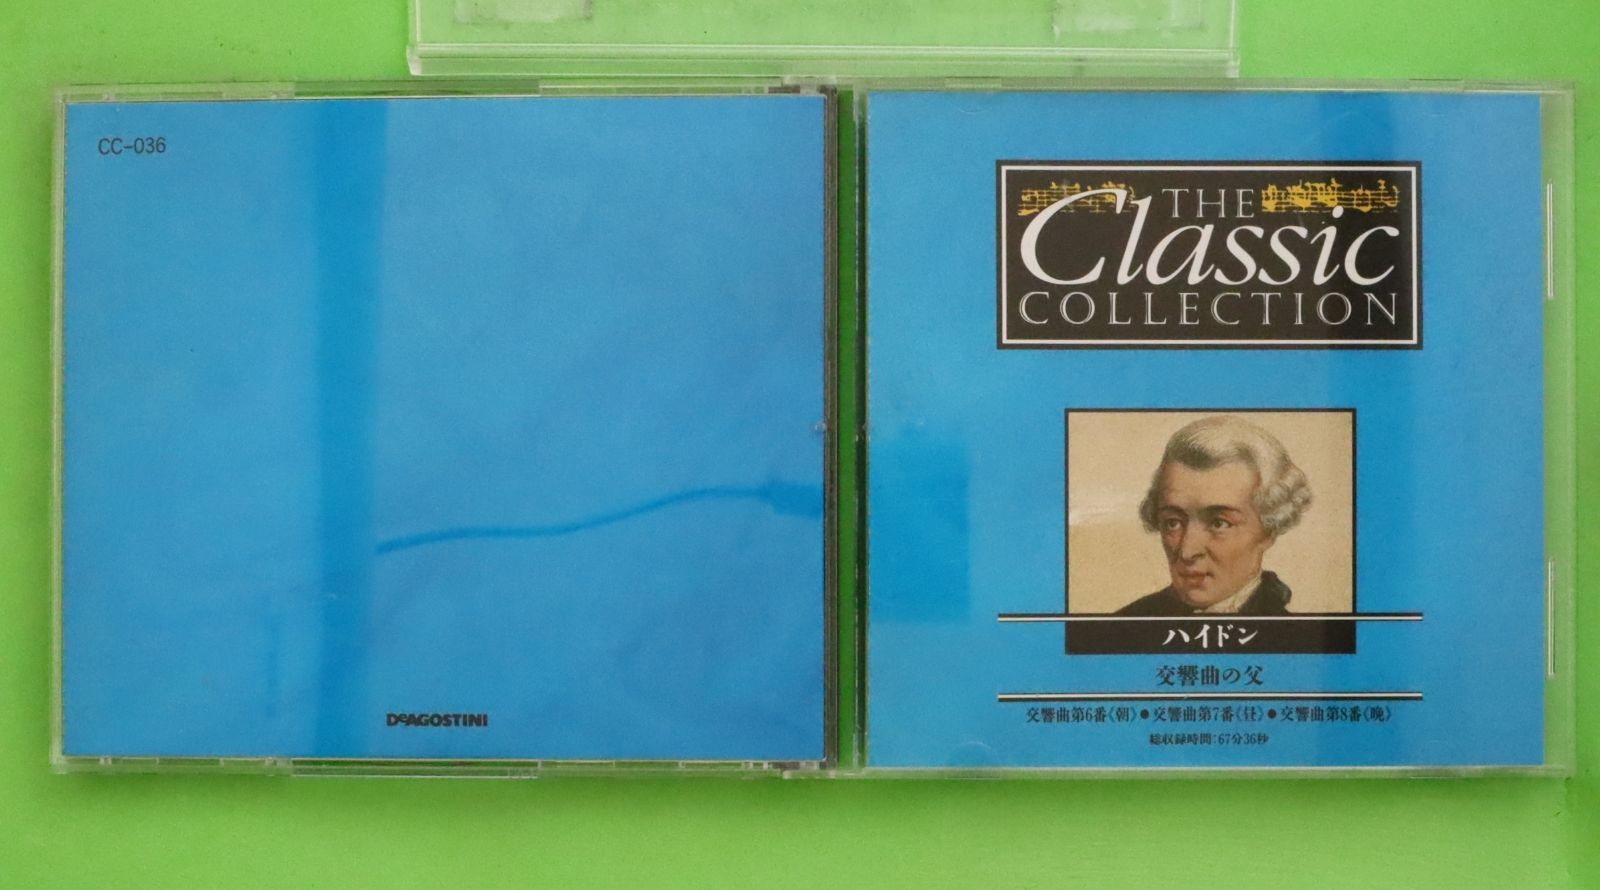 CC-036
DeAGOSTINI
THE
Classic
COLLECTION
ハイドン
交響曲の父
交響曲第6番《朝》●交響曲第7番《昼》●交響曲第8番《晩》
総収録時間:67分36秒